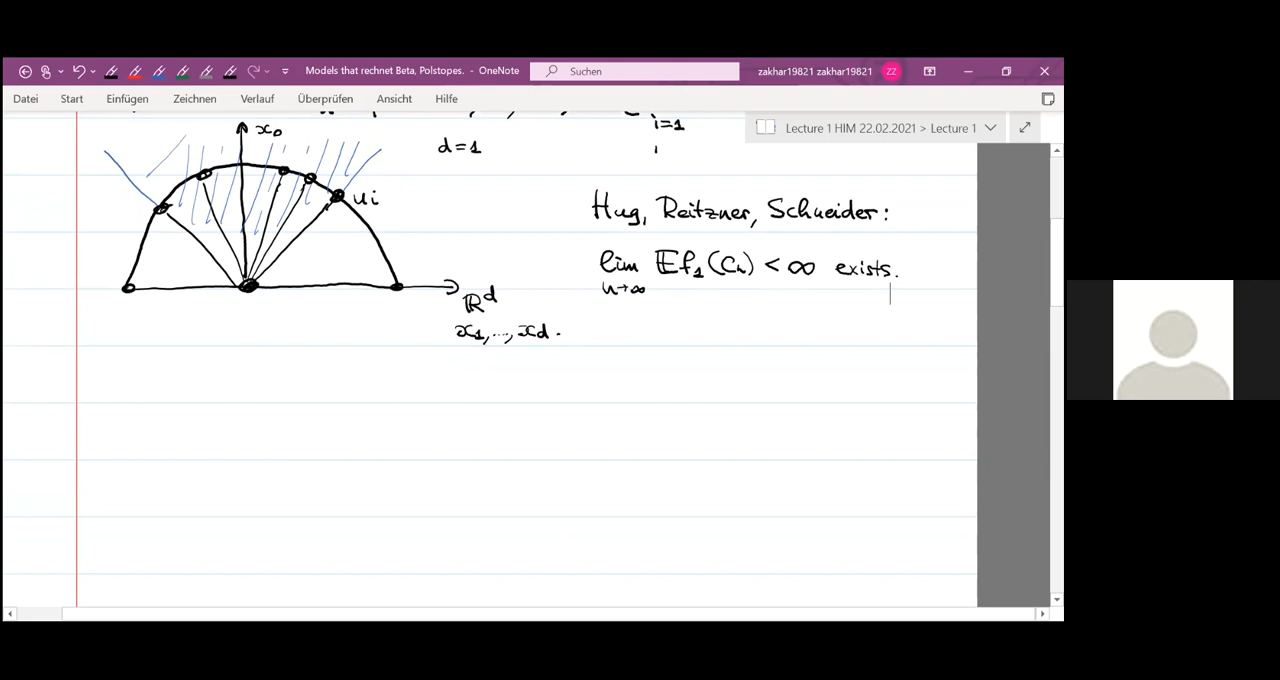 Models that rechnet Beta, Polstopes. - OneNote
Suchen
zakhar19821 zakhar19821 ZZ
Datei Start Einfügen Zeichnen Verlauf Überprüfen Ansicht Hilfe
Lecture 1 HIM 22.02.2021 > Lecture 1
i=1
x₀
d=1
uᵢ
Hug, Reitzner, Schneider:
lim 𝔼f₁(Cₙ) < ∞ exists.
n→∞
ℝᵈ
x₁,...,x_d.